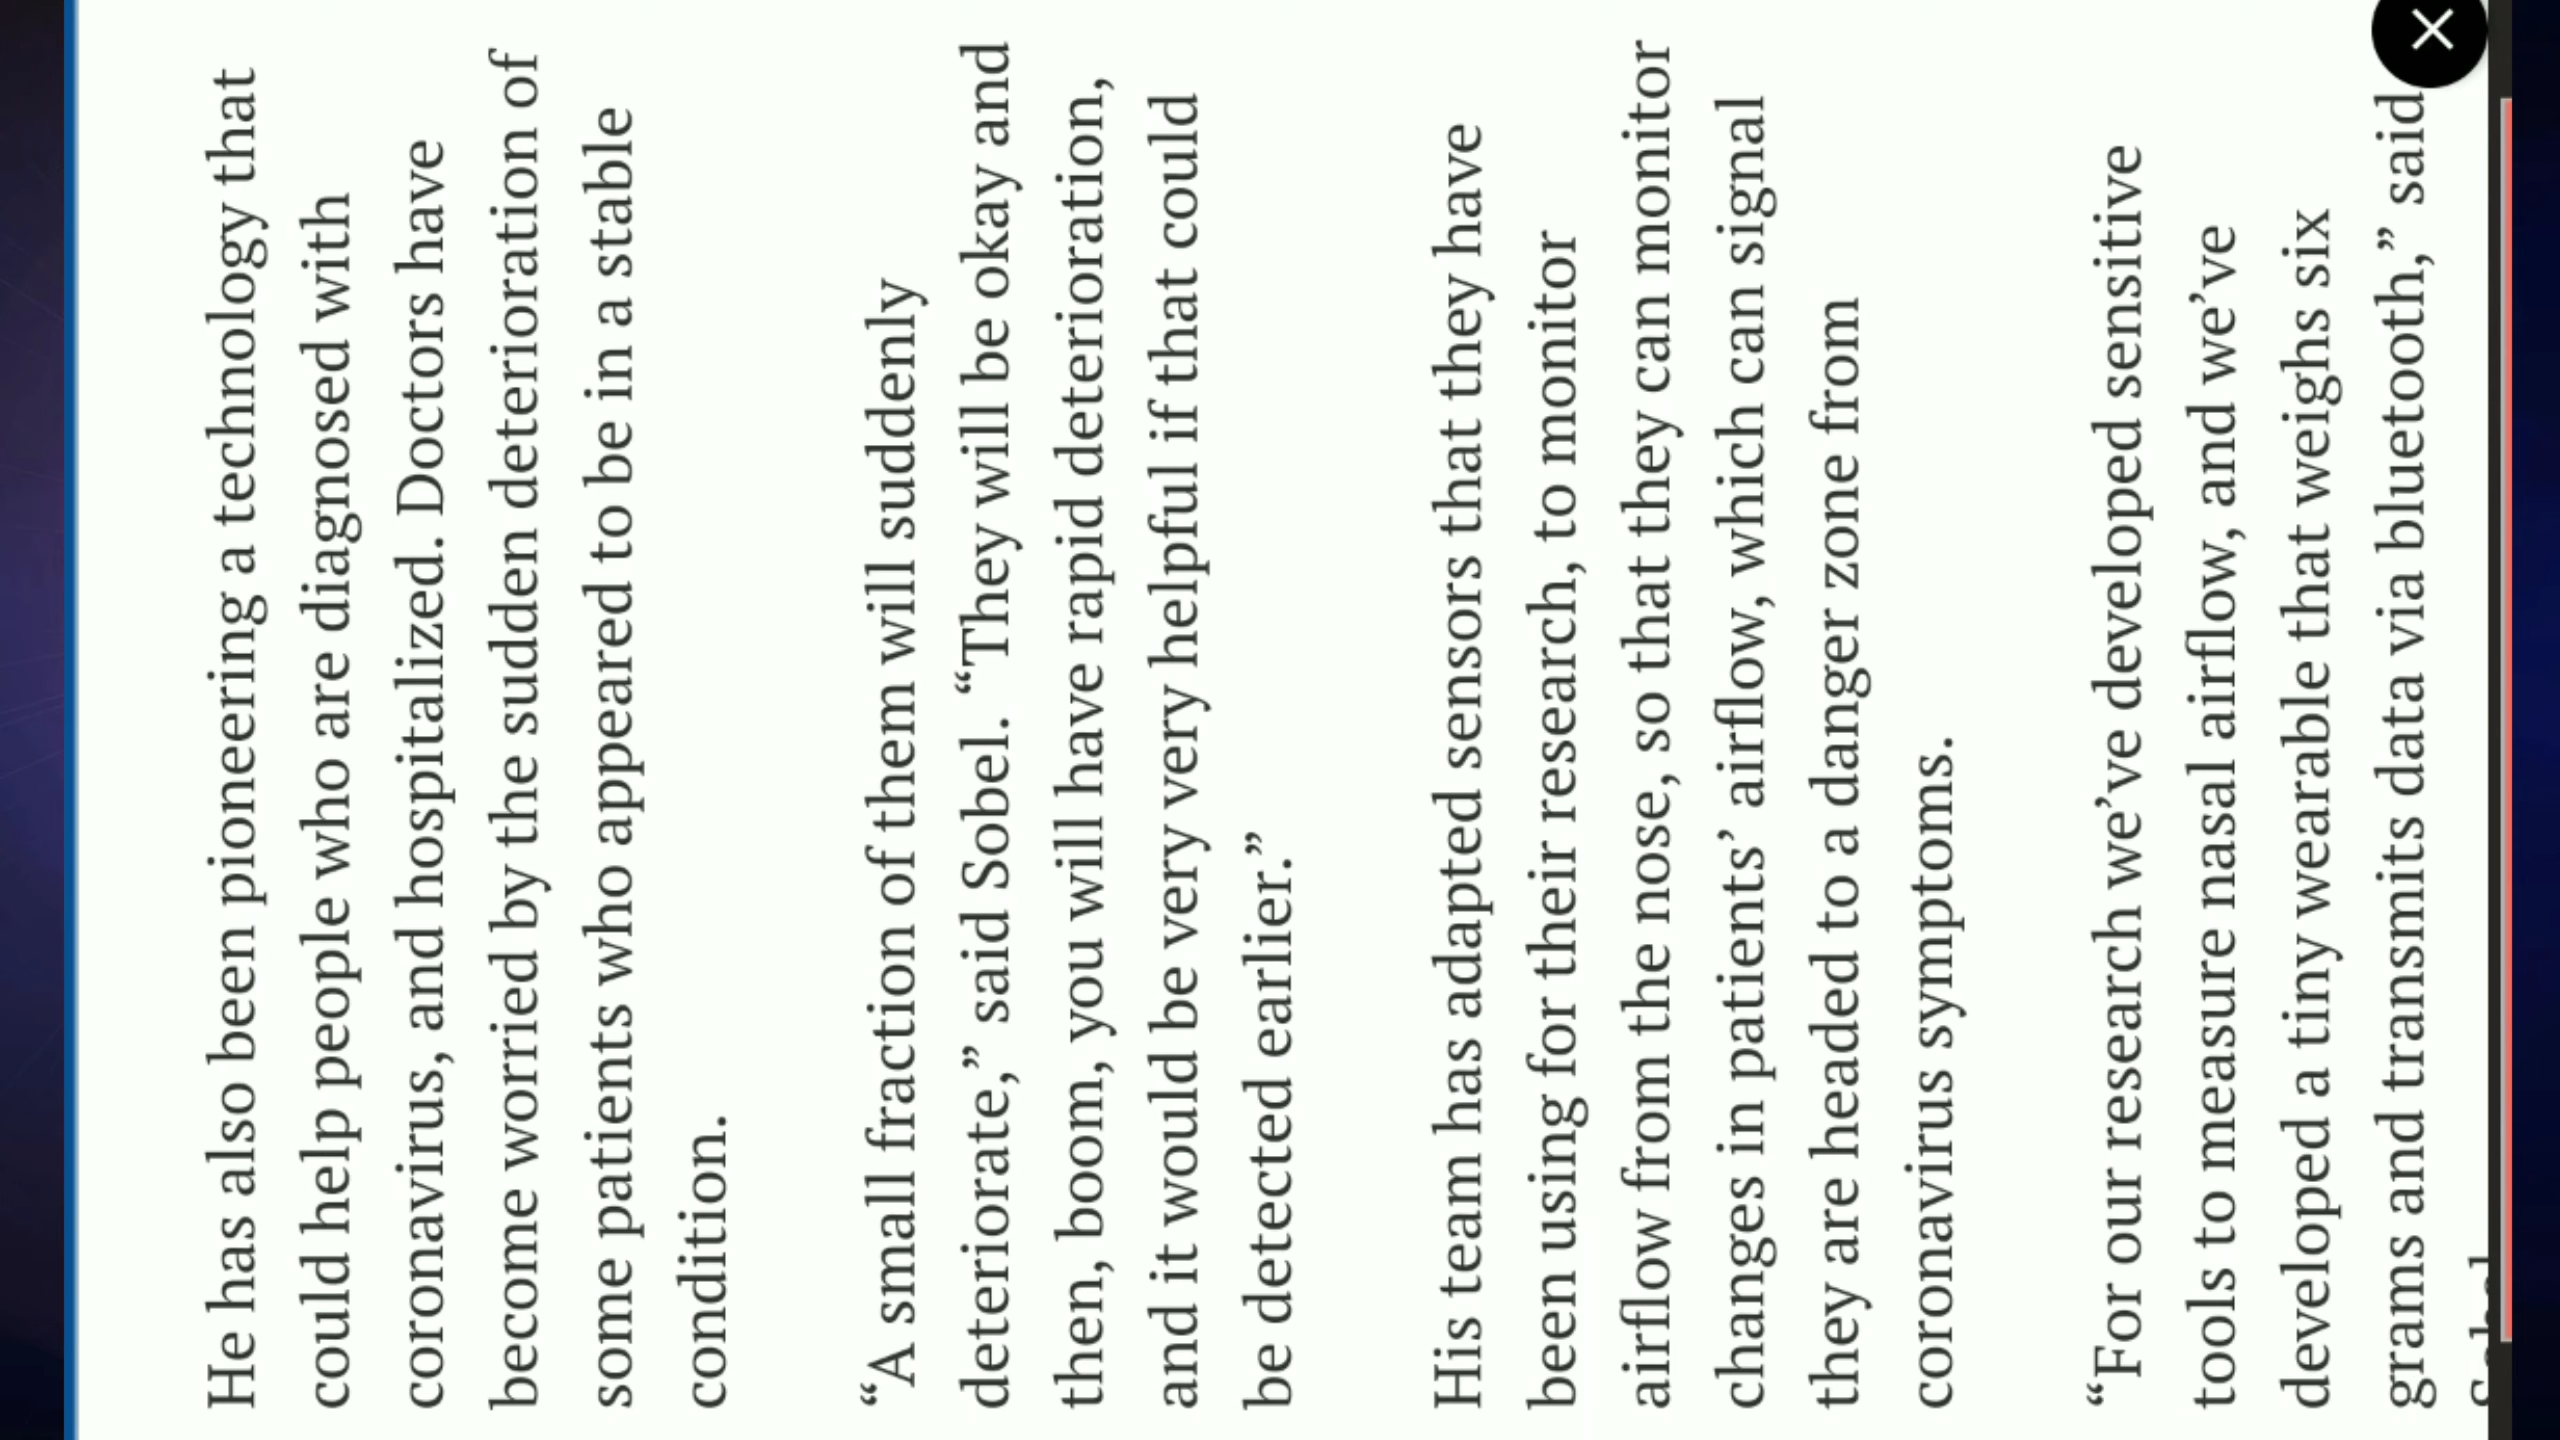 He has also been pioneering a technology that
could help people who are diagnosed with
coronavirus, and hospitalized. Doctors have
become worried by the sudden deterioration of
some patients who appeared to be in a stable
condition.
“A small fraction of them will suddenly
deteriorate,” said Sobel. “They will be okay and
then, boom, you will have rapid deterioration,
and it would be very very helpful if that could
be detected earlier.”
His team has adapted sensors that they have
been using for their research, to monitor
airflow from the nose, so that they can monitor
changes in patients’ airflow, which can signal
they are headed to a danger zone from
coronavirus symptoms.
“For our research we’ve developed sensitive
tools to measure nasal airflow, and we’ve
developed a tiny wearable that weighs six
grams and transmits data via bluetooth,” said